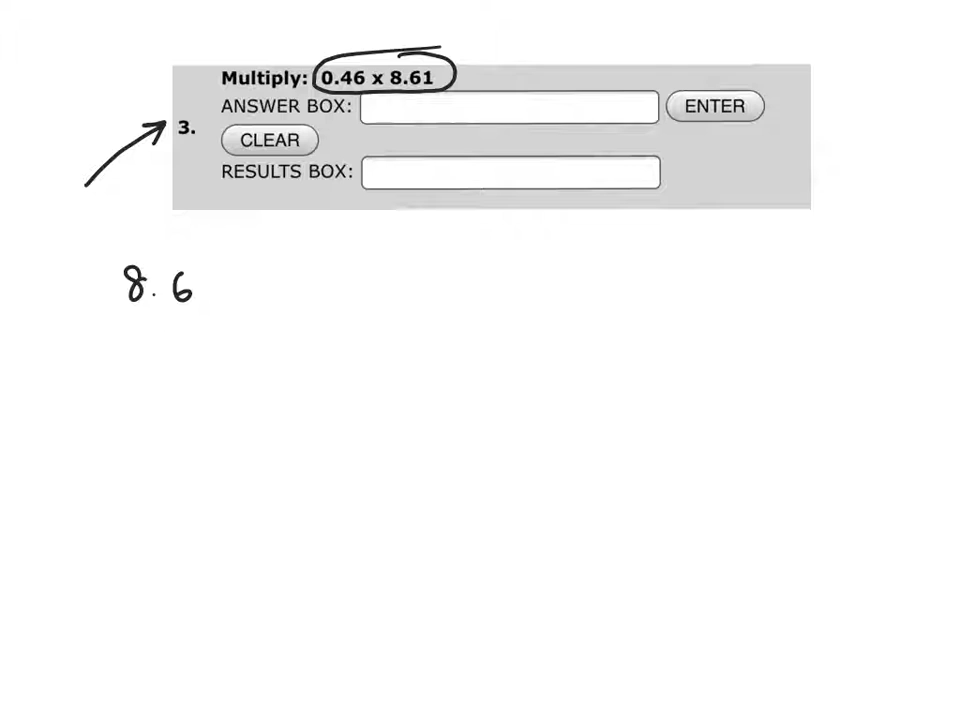 Multiply: 0.46 x 8.61
ANSWER BOX: ENTER
3.
CLEAR
RESULTS BOX:
8. 6